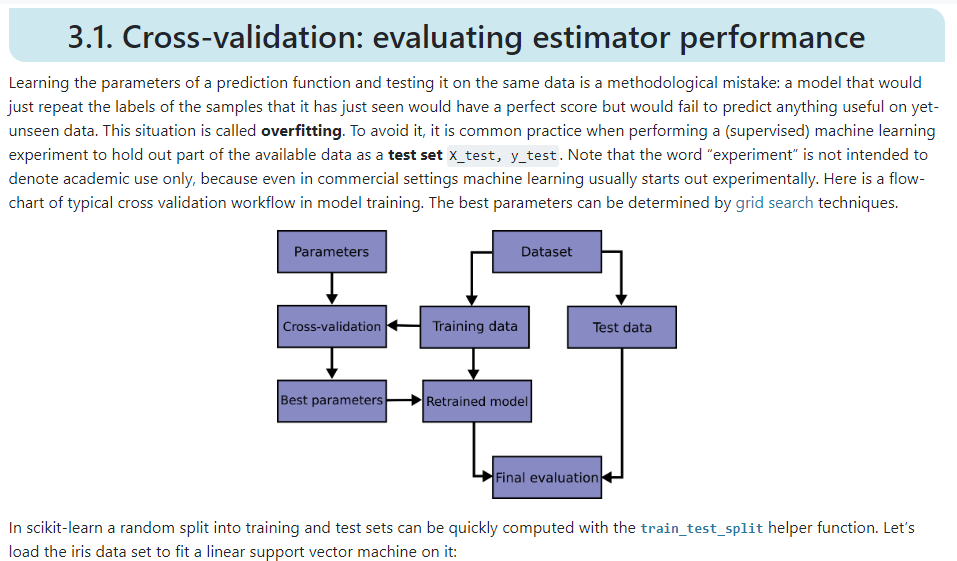 3.1. Cross-validation: evaluating estimator performance
Learning the parameters of a prediction function and testing it on the same data is a methodological mistake: a model that would
just repeat the labels of the samples that it has just seen would have a perfect score but would fail to predict anything useful on yet-
unseen data. This situation is called overfitting. To avoid it, it is common practice when performing a (supervised) machine learning
experiment to hold out part of the available data as a test set X_test, y_test. Note that the word “experiment” is not intended to
denote academic use only, because even in commercial settings machine learning usually starts out experimentally. Here is a flow-
chart of typical cross validation workflow in model training. The best parameters can be determined by grid search techniques.
Parameters
Dataset
Cross-validation
Training data
Test data
Best parameters
Retrained model
Final evaluation
In scikit-learn a random split into training and test sets can be quickly computed with the train_test_split helper function. Let’s
load the iris data set to fit a linear support vector machine on it: